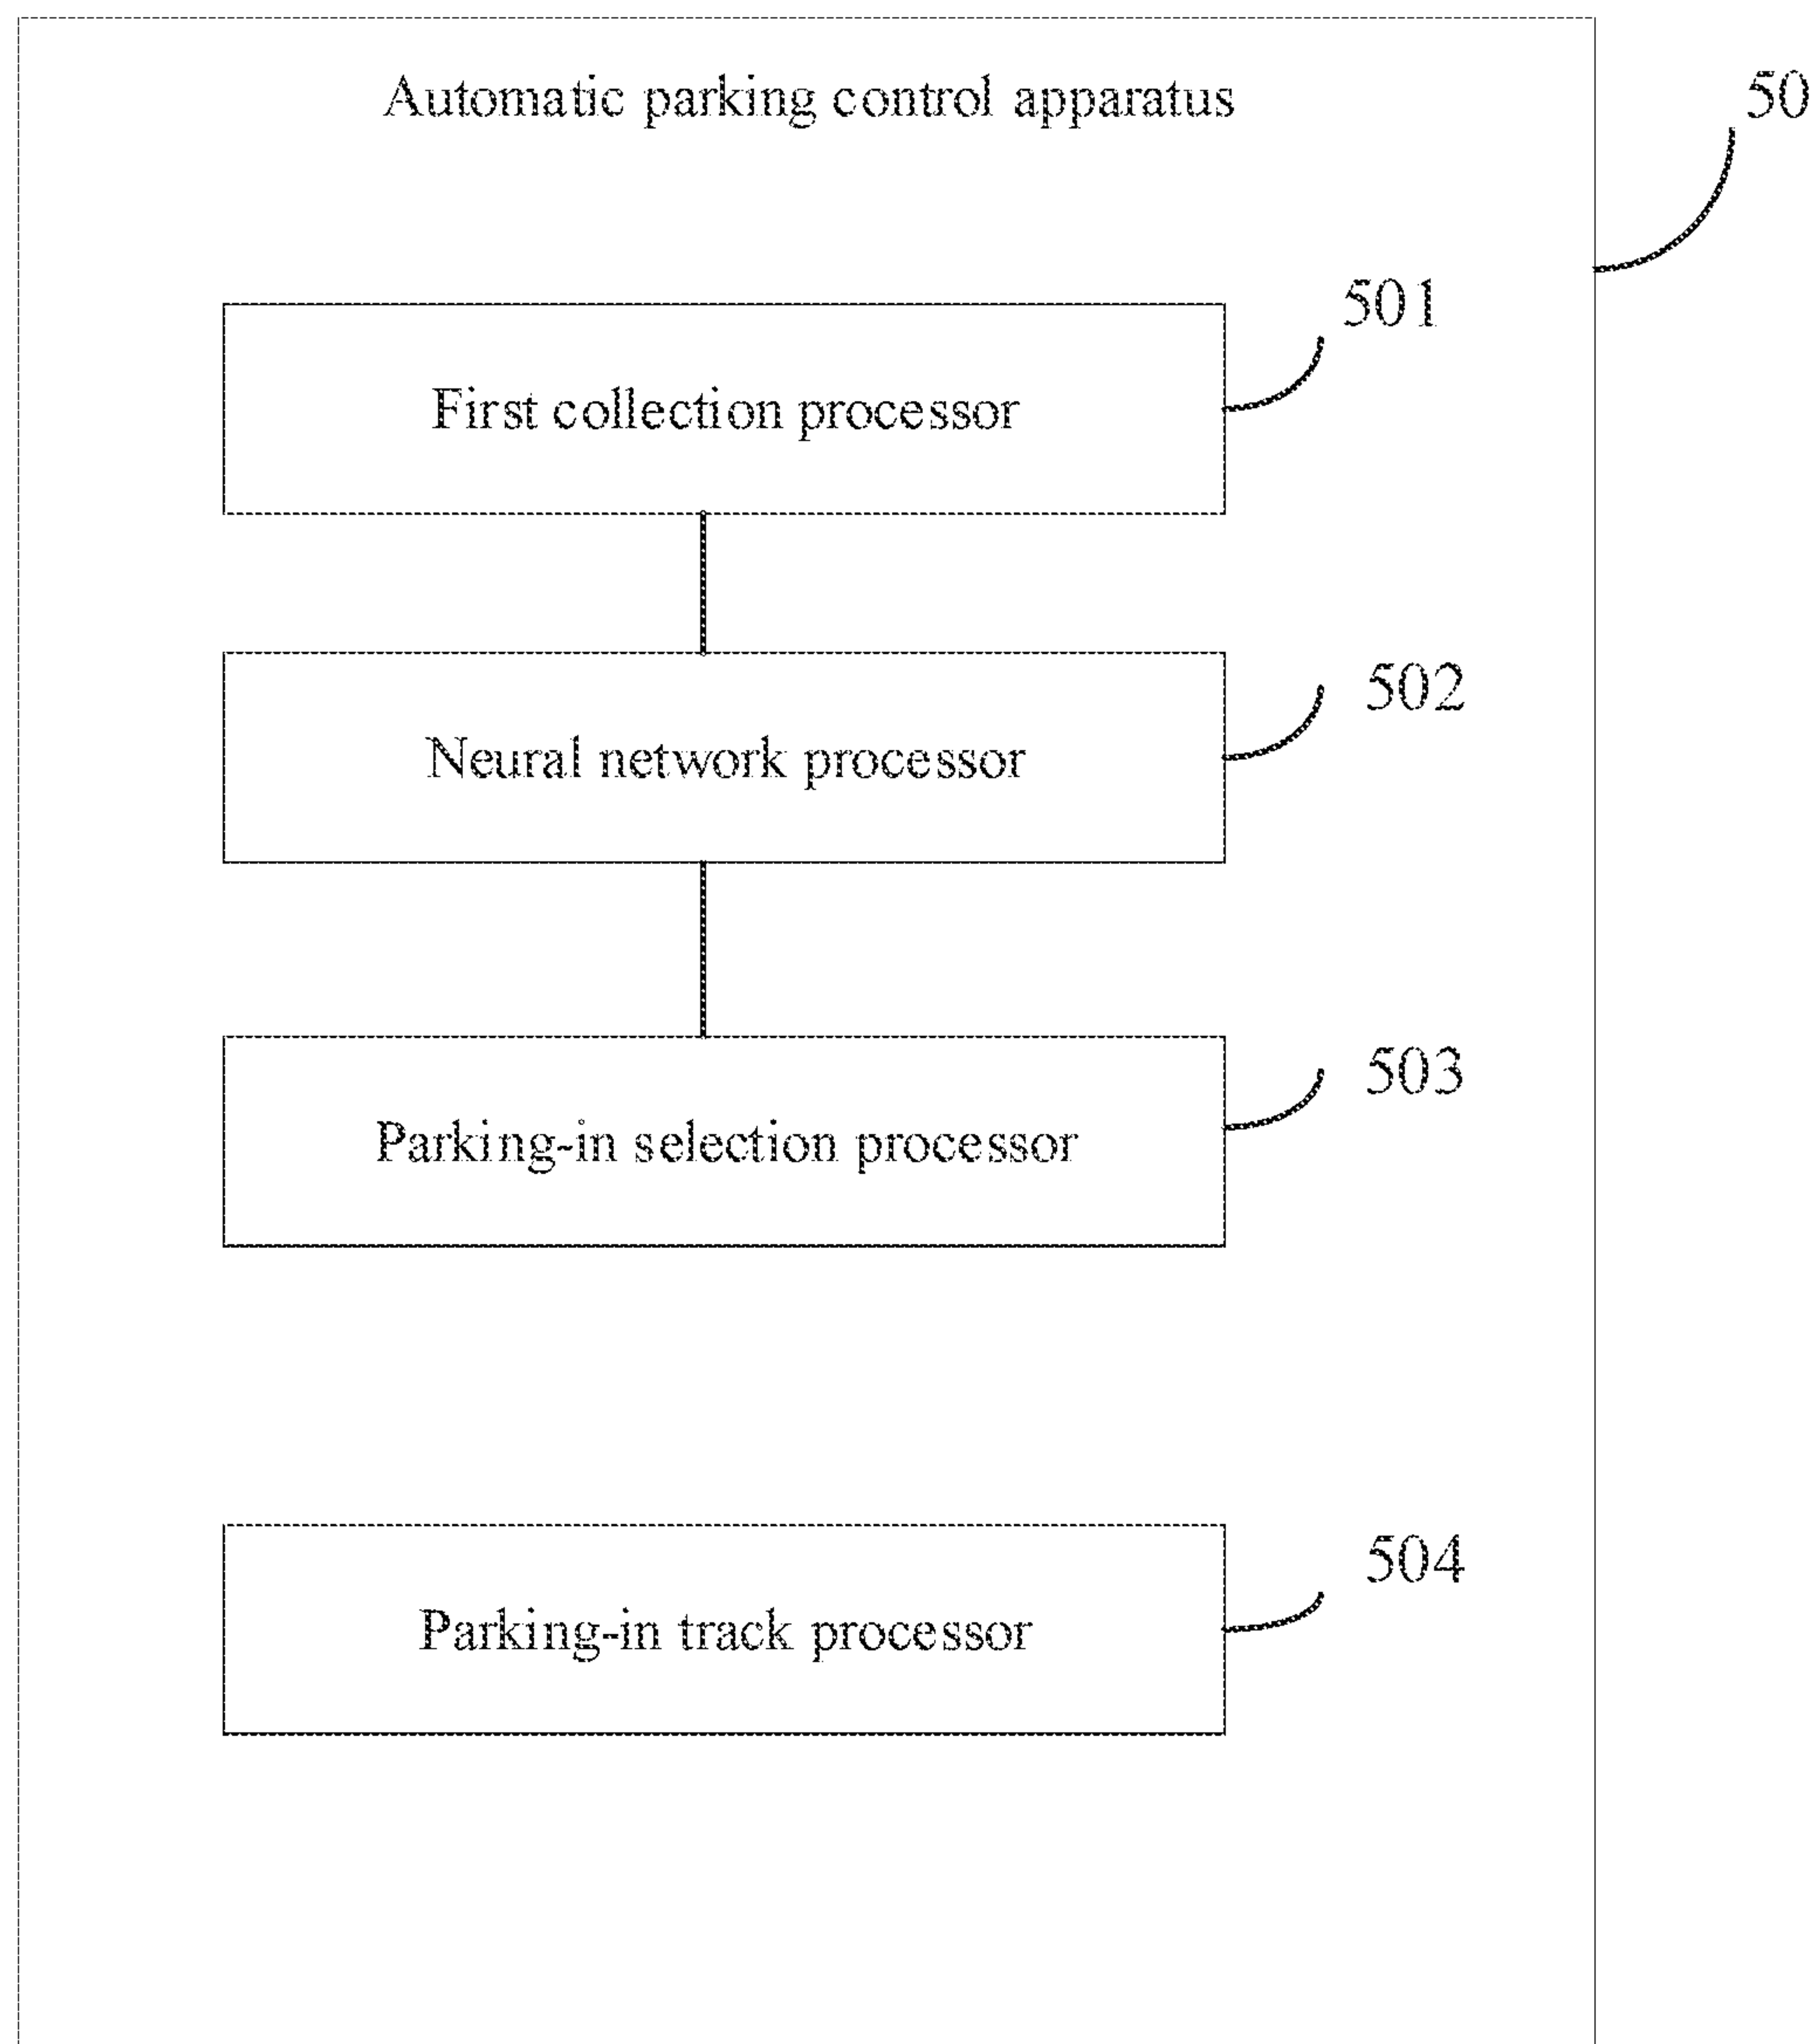 Automatic parking control apparatus
50
501
First collection processor
502
Neural network processor
503
Parking-in selection processor
504
Parking-in track processor